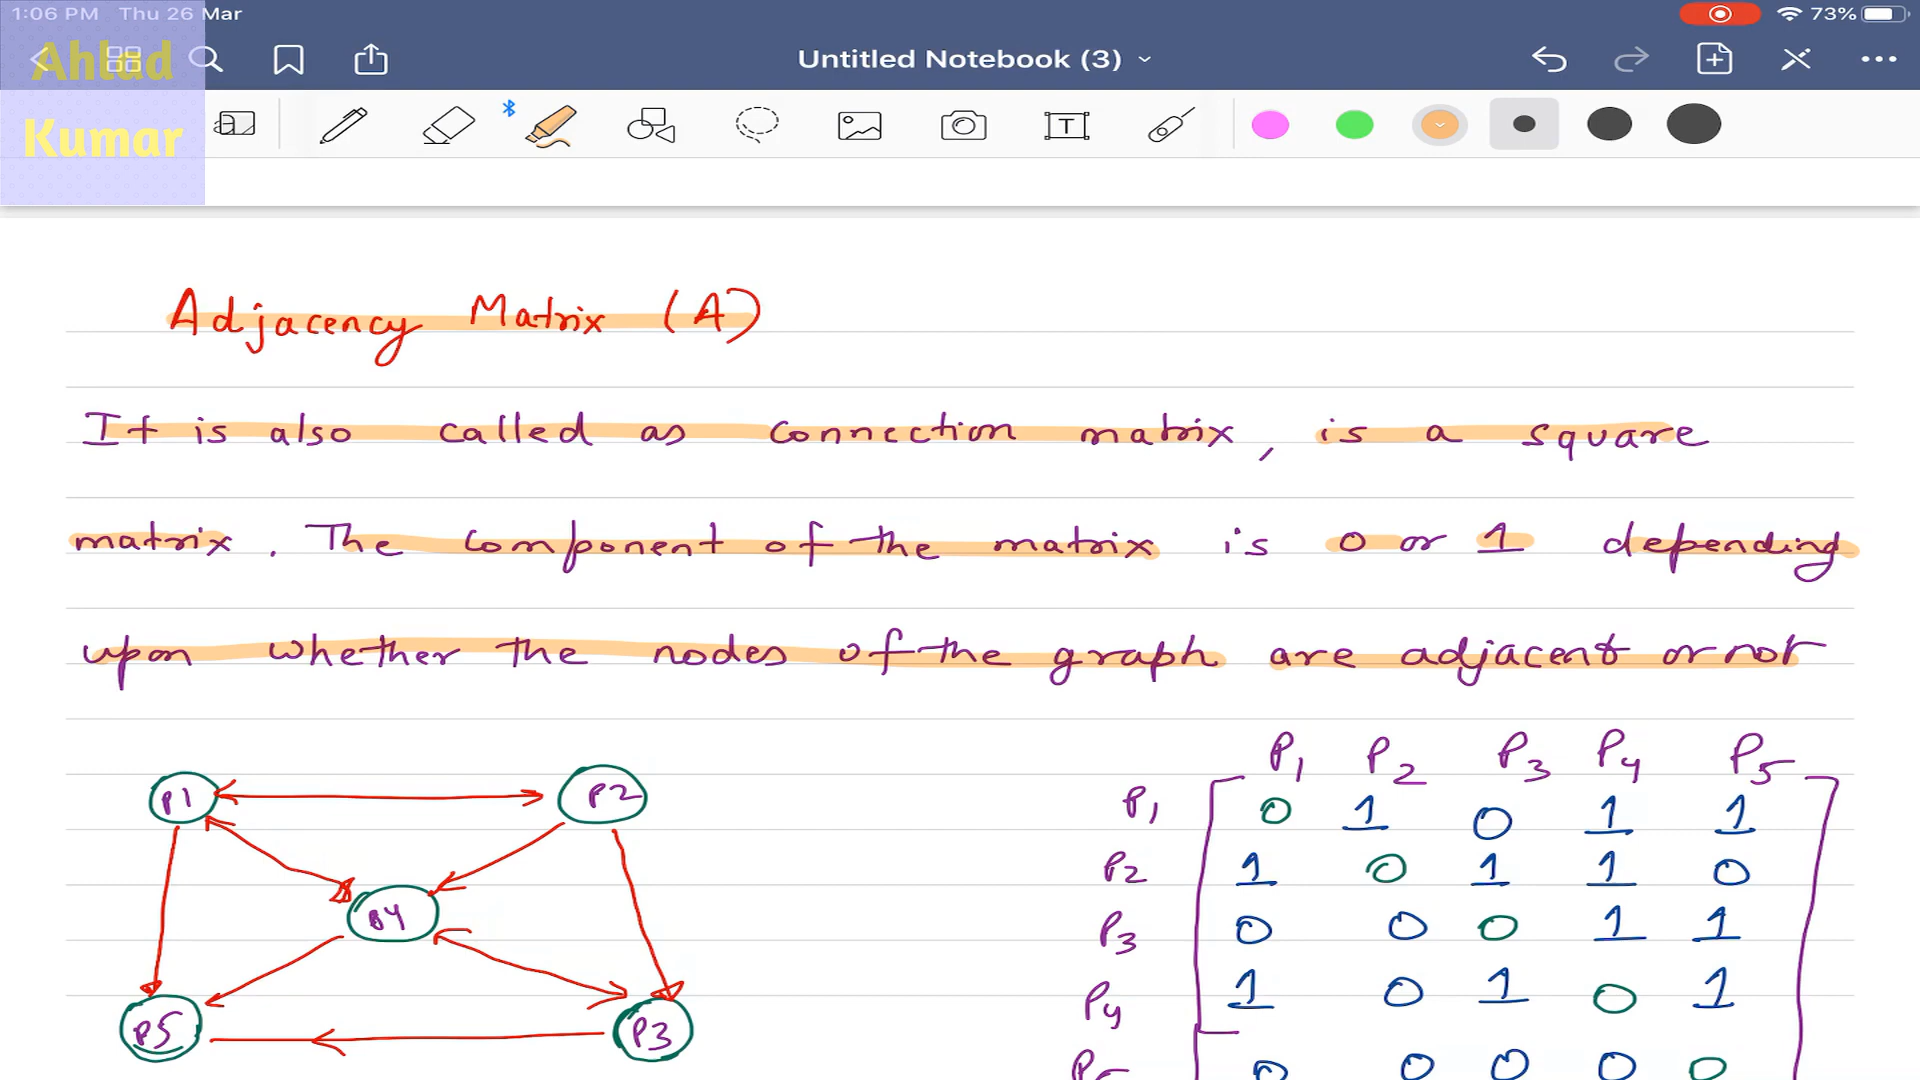 1:06 PM Thu 26 Mar
73%
Ahlad
Kumar
Untitled Notebook (3)
a
T
Adjacency Matrix (A)
It is also called as connection matrix, is a square
matrix. The component of the matrix is 0 or 1 depending
upon whether the nodes of the graph are adjacent or not
P1 P2 P3 P4 P5
P1 0 1 0 1 1
P2 1 0 1 1 0
P3 0 0 0 1 1
P4 1 0 1 0 1
P5 0 0 0 0 0
P1 P2
P4
P5 P3